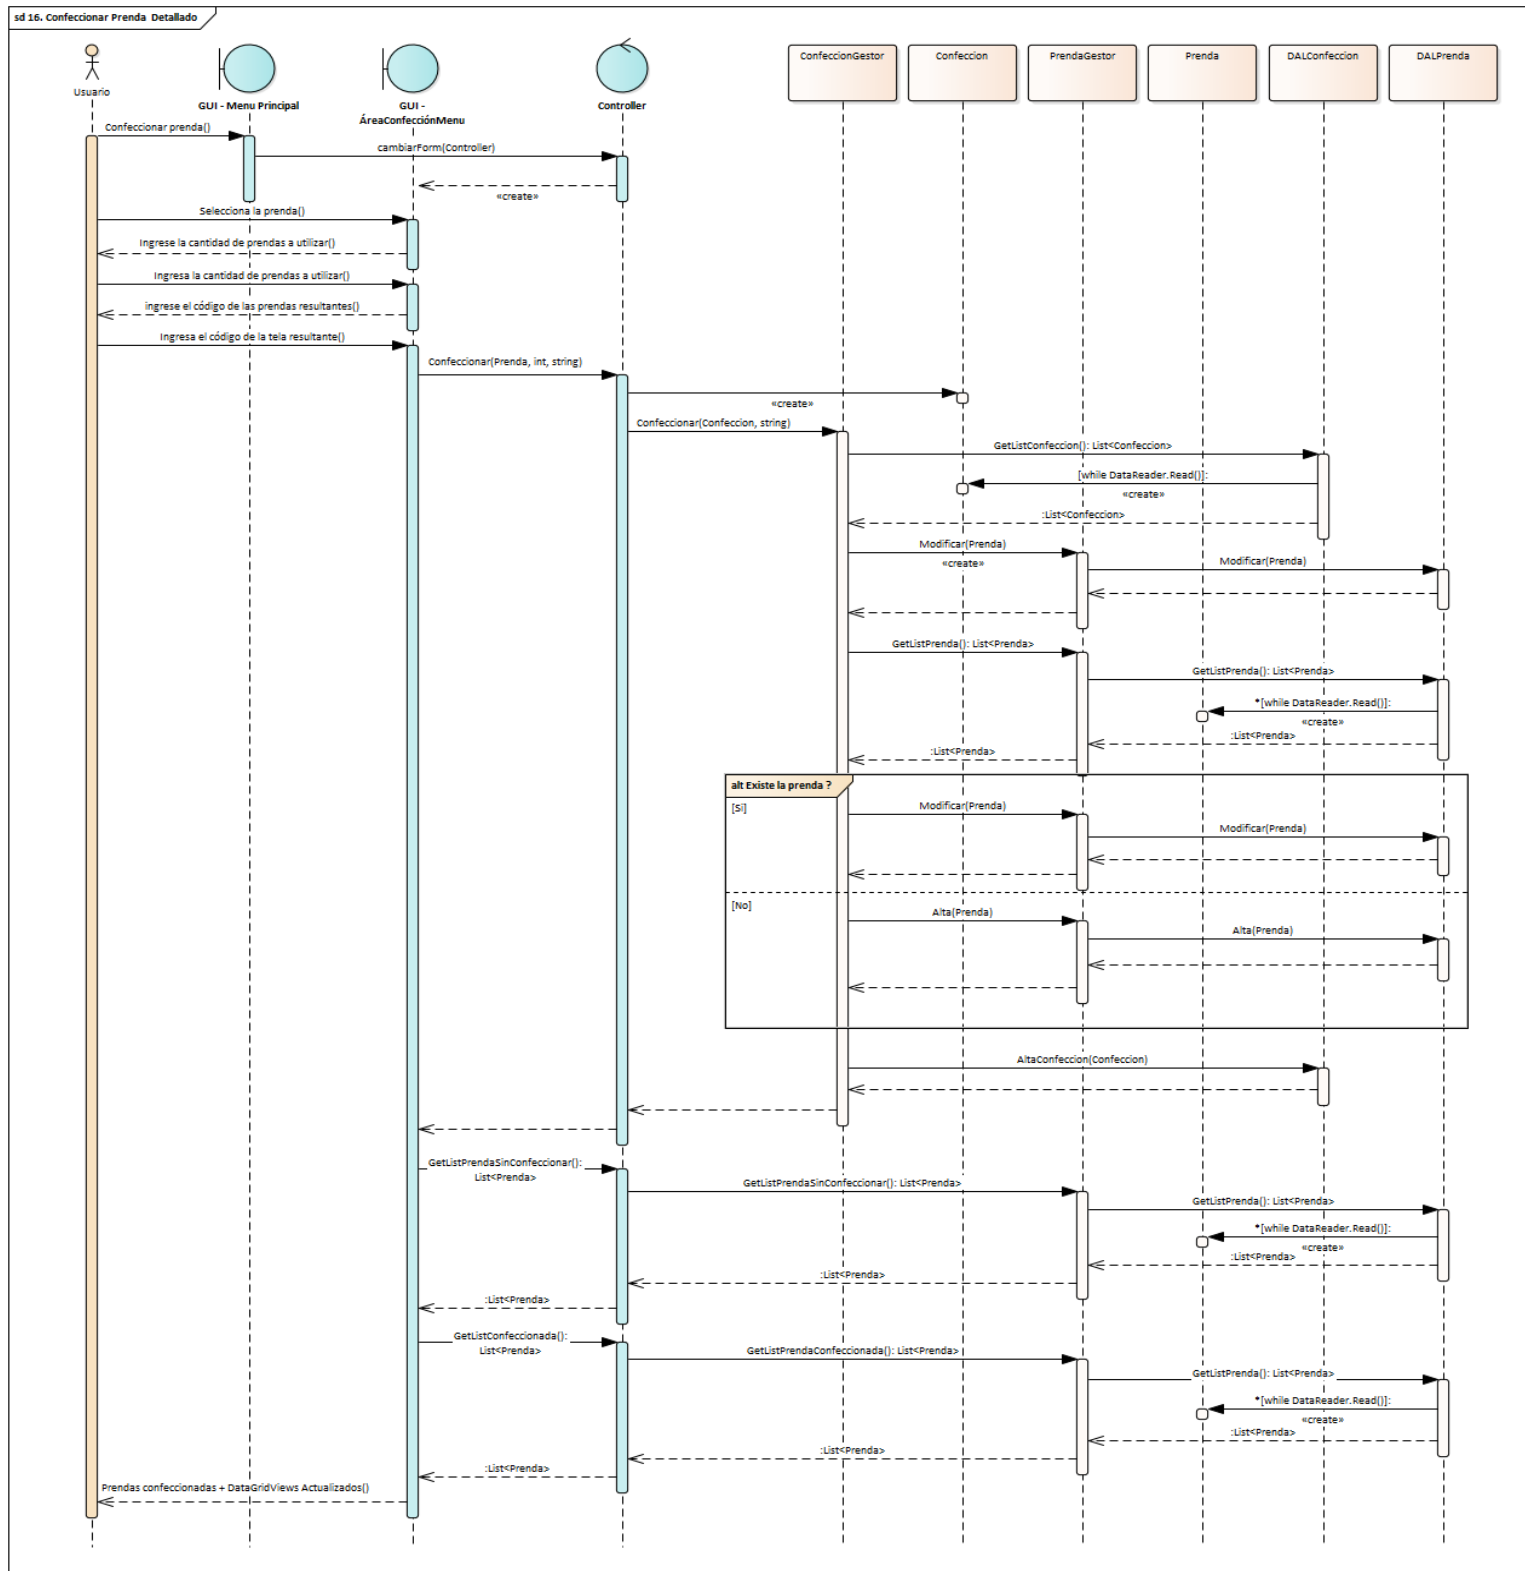 sd 16. Confeccionar Prenda Detallado
Usuario
GUI - Menu Principal
GUI -
ÁreaConfecciónMenu
Controller
ConfeccionGestor
Confeccion
PrendaGestor
Prenda
DALConfeccion
DALPrenda
Confeccionar prenda()
cambiarForm(Controller)
«create»
Selecciona la prenda()
Ingrese la cantidad de prendas a utilizar()
Ingresa la cantidad de prendas a utilizar()
ingrese el código de las prendas resultantes()
Ingresa el código de la tela resultante()
Confeccionar(Prenda, int, string)
«create»
Confeccionar(Confeccion, string)
GetListConfeccion(): List<Confeccion>
[while DataReader.Read()]:
«create»
:List<Confeccion>
Modificar(Prenda)
«create»
Modificar(Prenda)
GetListPrenda(): List<Prenda>
GetListPrenda(): List<Prenda>
*[while DataReader.Read()]:
«create»
:List<Prenda>
:List<Prenda>
alt Existe la prenda ?
[Si]
Modificar(Prenda)
Modificar(Prenda)
[No]
Alta(Prenda)
Alta(Prenda)
AltaConfeccion(Confeccion)
GetListPrendaSinConfeccionar():
List<Prenda>
GetListPrendaSinConfeccionar(): List<Prenda>
GetListPrenda(): List<Prenda>
*[while DataReader.Read()]:
«create»
:List<Prenda>
:List<Prenda>
:List<Prenda>
GetListConfeccionada():
List<Prenda>
GetListPrendaConfeccionada(): List<Prenda>
GetListPrenda(): List<Prenda>
*[while DataReader.Read()]:
«create»
:List<Prenda>
:List<Prenda>
:List<Prenda>
Prendas confeccionadas + DataGridViews Actualizados()